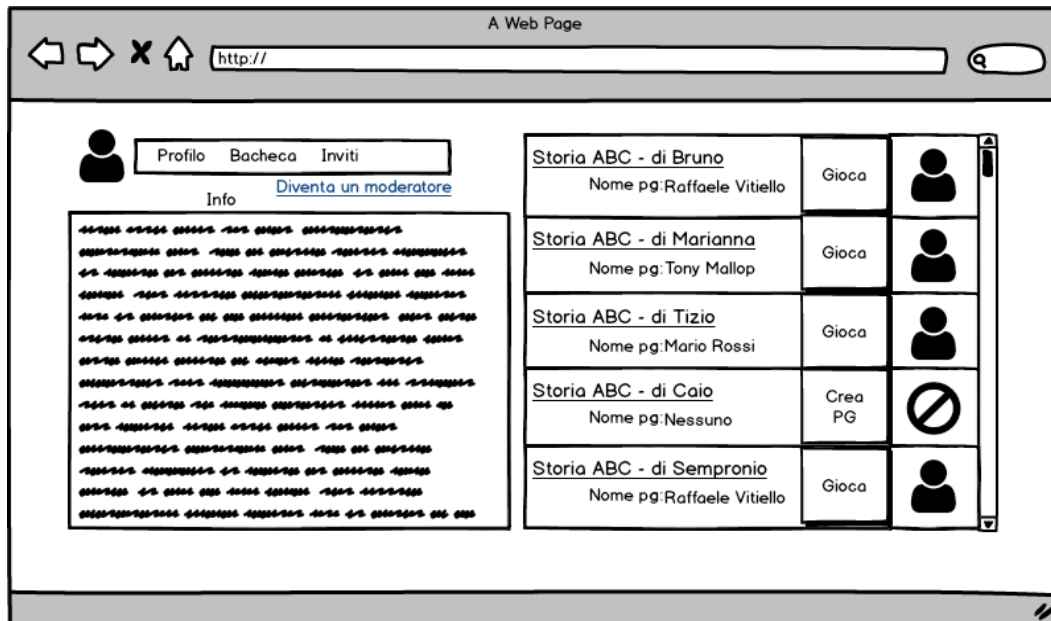 A Web Page
http://
Profilo Bacheca Inviti
Diventa un moderatore
Info
Storia ABC - di Bruno
Nome pg: Raffaele Vitiello
Gioca
Storia ABC - di Marianna
Nome pg: Tony Mallop
Gioca
Storia ABC - di Tizio
Nome pg: Mario Rossi
Gioca
Storia ABC - di Caio
Nome pg: Nessuno
Crea
PG
Storia ABC - di Sempronio
Nome pg: Raffaele Vitiello
Gioca